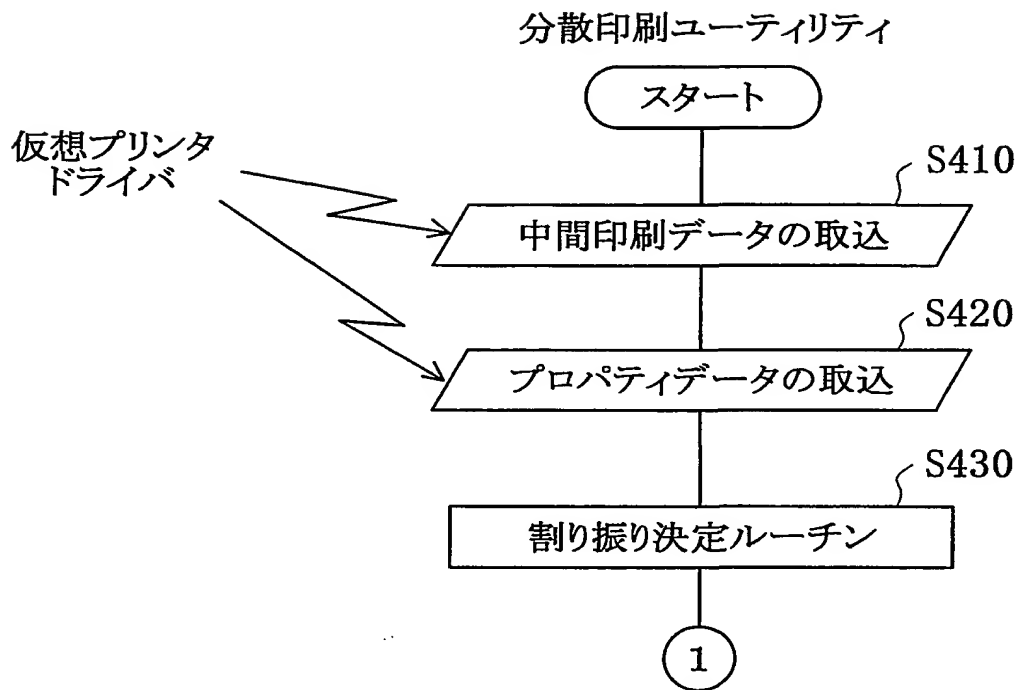 分散印刷ユーティリティ
スタート
仮想プリンタ
ドライバ
S410
中間印刷データの取込
S420
プロパティデータの取込
S430
割り振り決定ルーチン
1